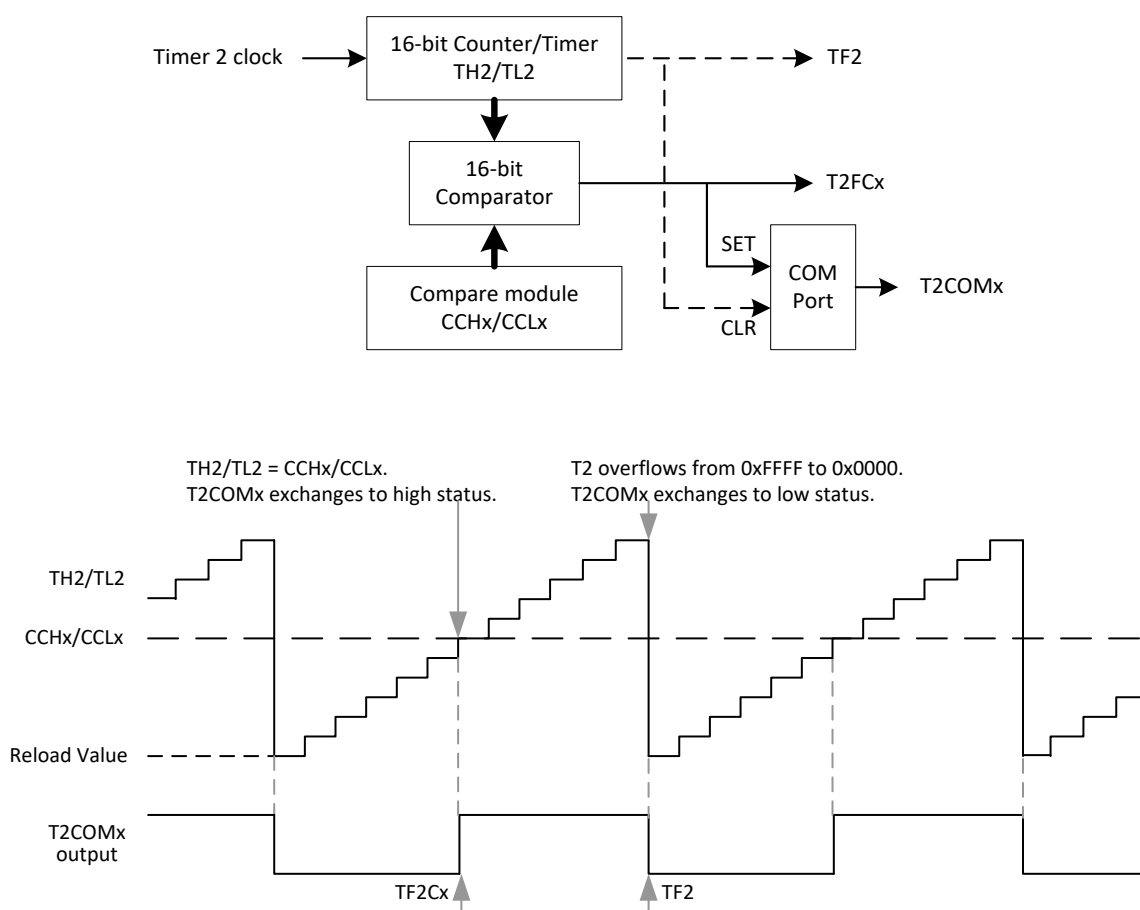 Timer 2 clock
16-bit Counter/Timer
TH2/TL2
TF2
16-bit
Comparator
T2FCx
SET
COM
Port
T2COMx
Compare module
CCHx/CCLx
CLR
TH2/TL2 = CCHx/CCLx.
T2COMx exchanges to high status.
T2 overflows from 0xFFFF to 0x0000.
T2COMx exchanges to low status.
TH2/TL2
CCHx/CCLx
Reload Value
T2COMx
output
TF2Cx
TF2